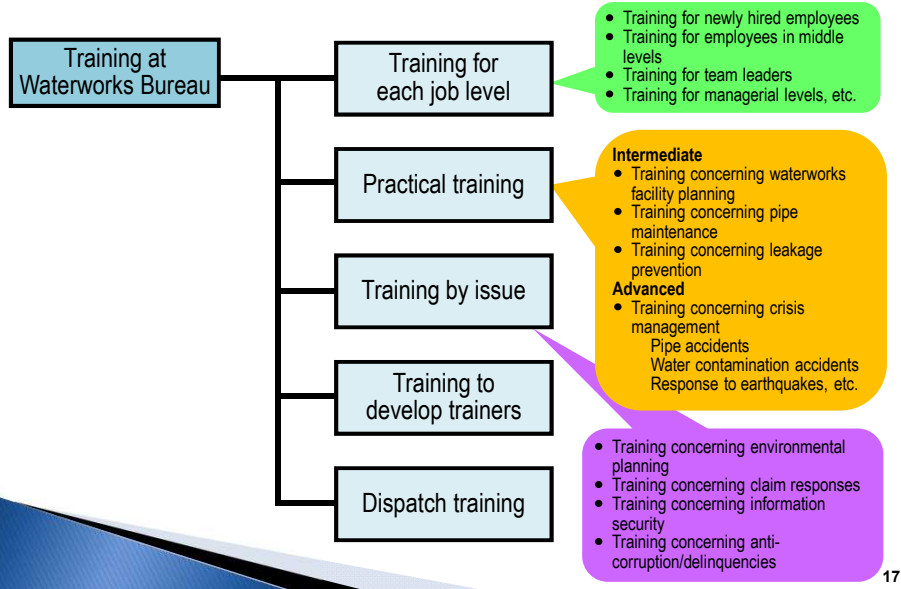 Training at
Waterworks Bureau
Training for
each job level
• Training for newly hired employees
• Training for employees in middle
levels
• Training for team leaders
• Training for managerial levels, etc.
Practical training
Intermediate
• Training concerning waterworks
facility planning
• Training concerning pipe
maintenance
• Training concerning leakage
prevention
Advanced
• Training concerning crisis
management
Pipe accidents
Water contamination accidents
Response to earthquakes, etc.
Training by issue
• Training concerning environmental
planning
• Training concerning claim responses
• Training concerning information
security
• Training concerning anti-
corruption/delinquencies
Training to
develop trainers
Dispatch training
17